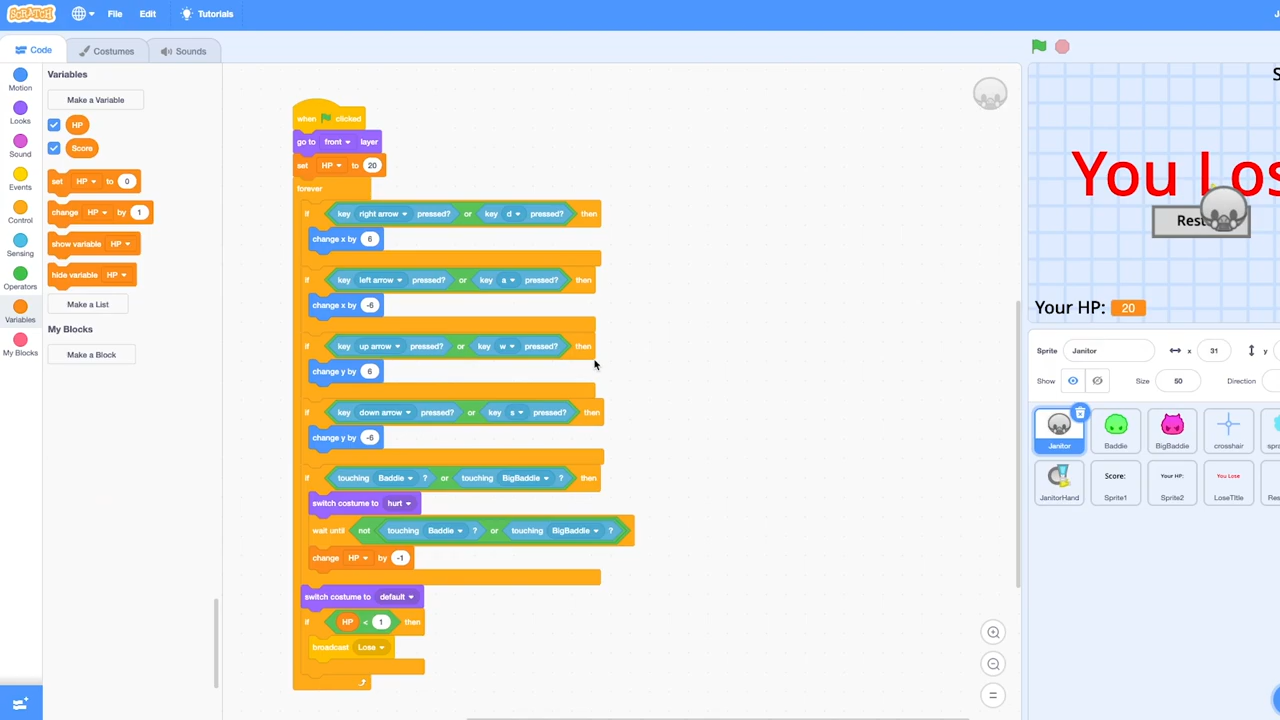 SCRATCH File Edit Tutorials
Code Costumes Sounds
Motion
Looks
Sound
Events
Control
Sensing
Operators
Variables
My Blocks
Variables
Make a Variable
HP
Score
set HP to 0
change HP by 1
show variable HP
hide variable HP
Make a List
My Blocks
Make a Block
when clicked
go to front layer
set HP to 20
forever
if key right arrow pressed? or key d pressed? then
change x by 6
if key left arrow pressed? or key a pressed? then
change x by -6
if key up arrow pressed? or key w pressed? then
change y by 6
if key down arrow pressed? or key s pressed? then
change y by -6
if touching Baddie ? or touching BigBaddie ? then
switch costume to hurt
wait until not touching Baddie ? or touching BigBaddie ?
change HP by -1
switch costume to default
if HP < 1 then
broadcast Lose
S
You Los
Rest
Your HP: 20
Sprite Janitor x 31 y
Show Size 50 Direction
Janitor Baddie BigBaddie crosshair spra
Score: Your HP: You Lose
JanitorHand Sprite1 Sprite2 LoseTitle Res